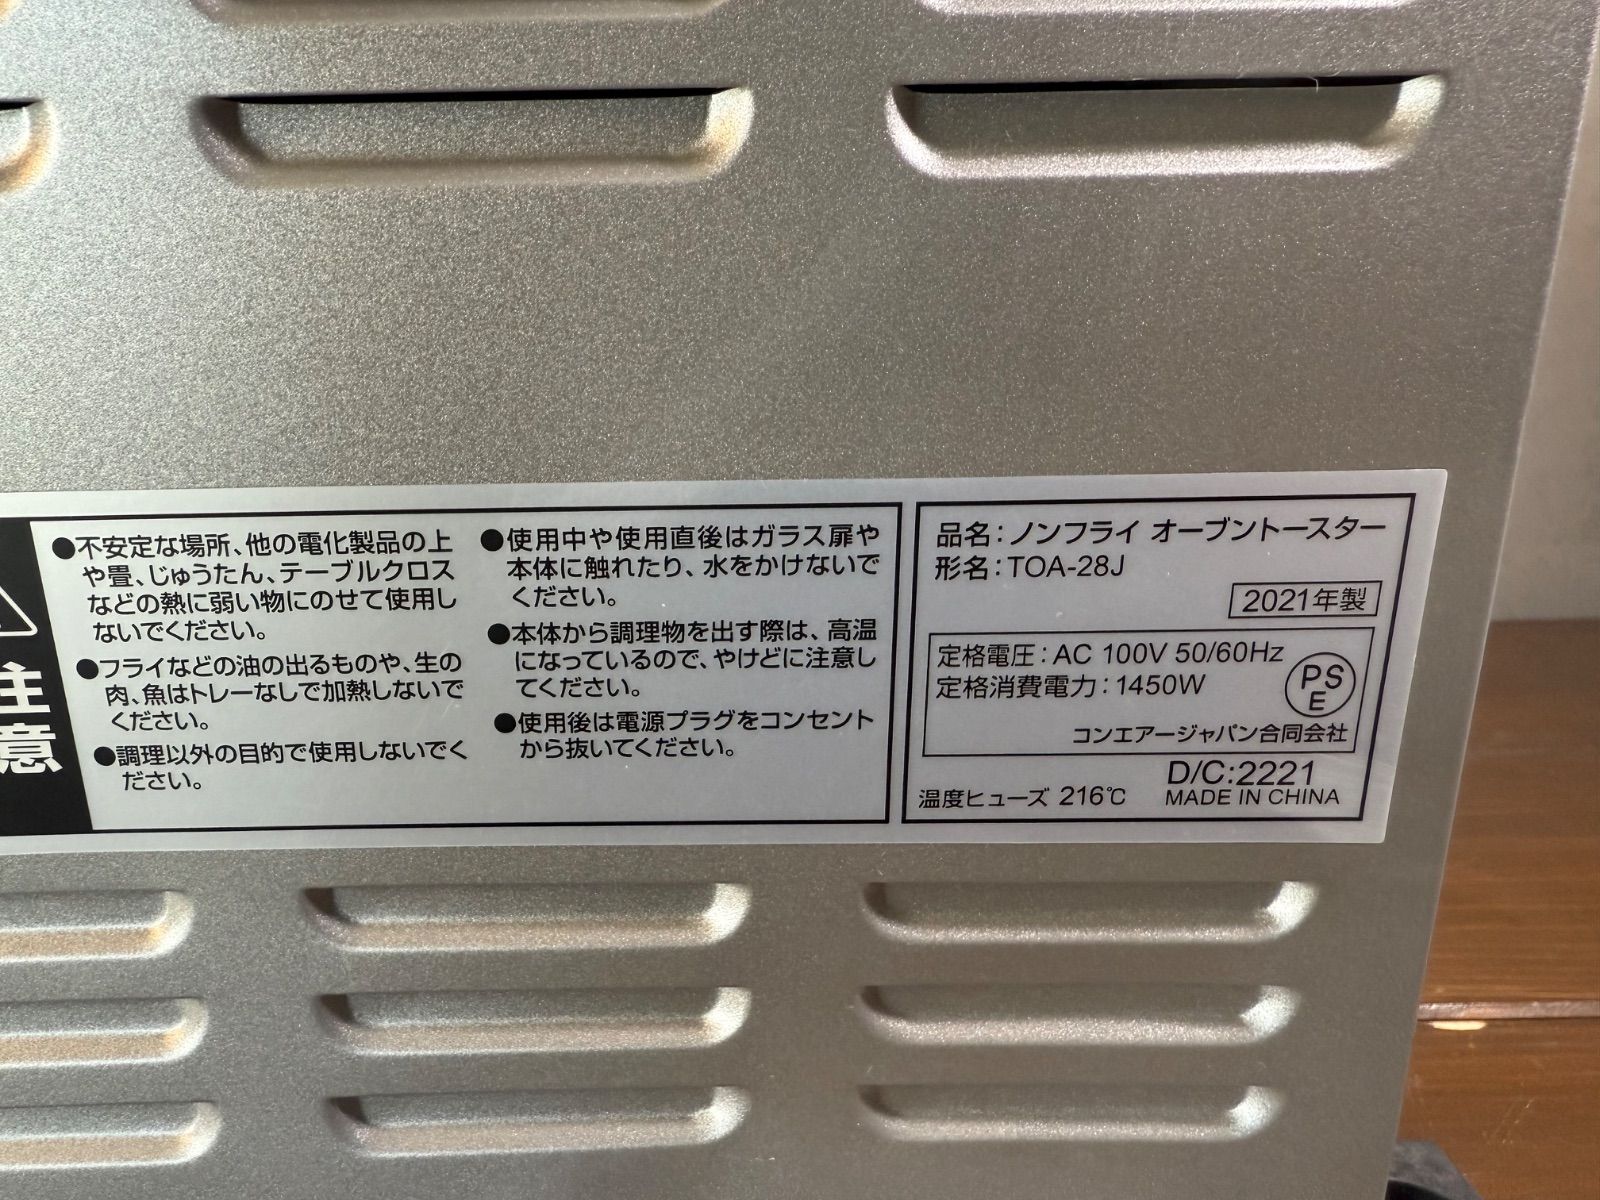 注
意
●不安定な場所、他の電化製品の上
や畳、じゅうたん、テーブルクロス
などの熱に弱い物にのせて使用し
ないでください。
●フライなどの油の出るものや、生の
肉、魚はトレーなしで加熱しないで
ください。
●調理以外の目的で使用しないでく
ださい。
●使用中や使用直後はガラス扉や
本体に触れたり、水をかけないで
ください。
●本体から調理物を出す際は、高温
になっているので、やけどに注意し
てください。
●使用後は電源プラグをコンセント
から抜いてください。
品名：ノンフライ オーブントースター
形名：TOA-28J
2021年製
定格電圧：AC 100V 50/60Hz
定格消費電力：1450W
PS
E
コンエアージャパン合同会社
D/C:2221
温度ヒューズ 216℃ MADE IN CHINA